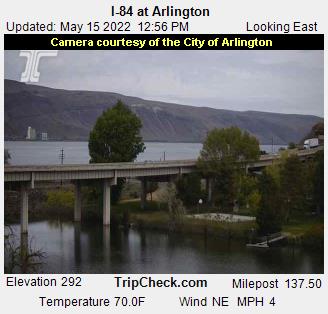 I-84 at Arlington
Updated: May 15 2022 12:56 PM Looking East
Camera courtesy of the City of Arlington
Elevation 292 TripCheck.com Milepost 137.50
Temperature 70.0F Wind NE MPH 4